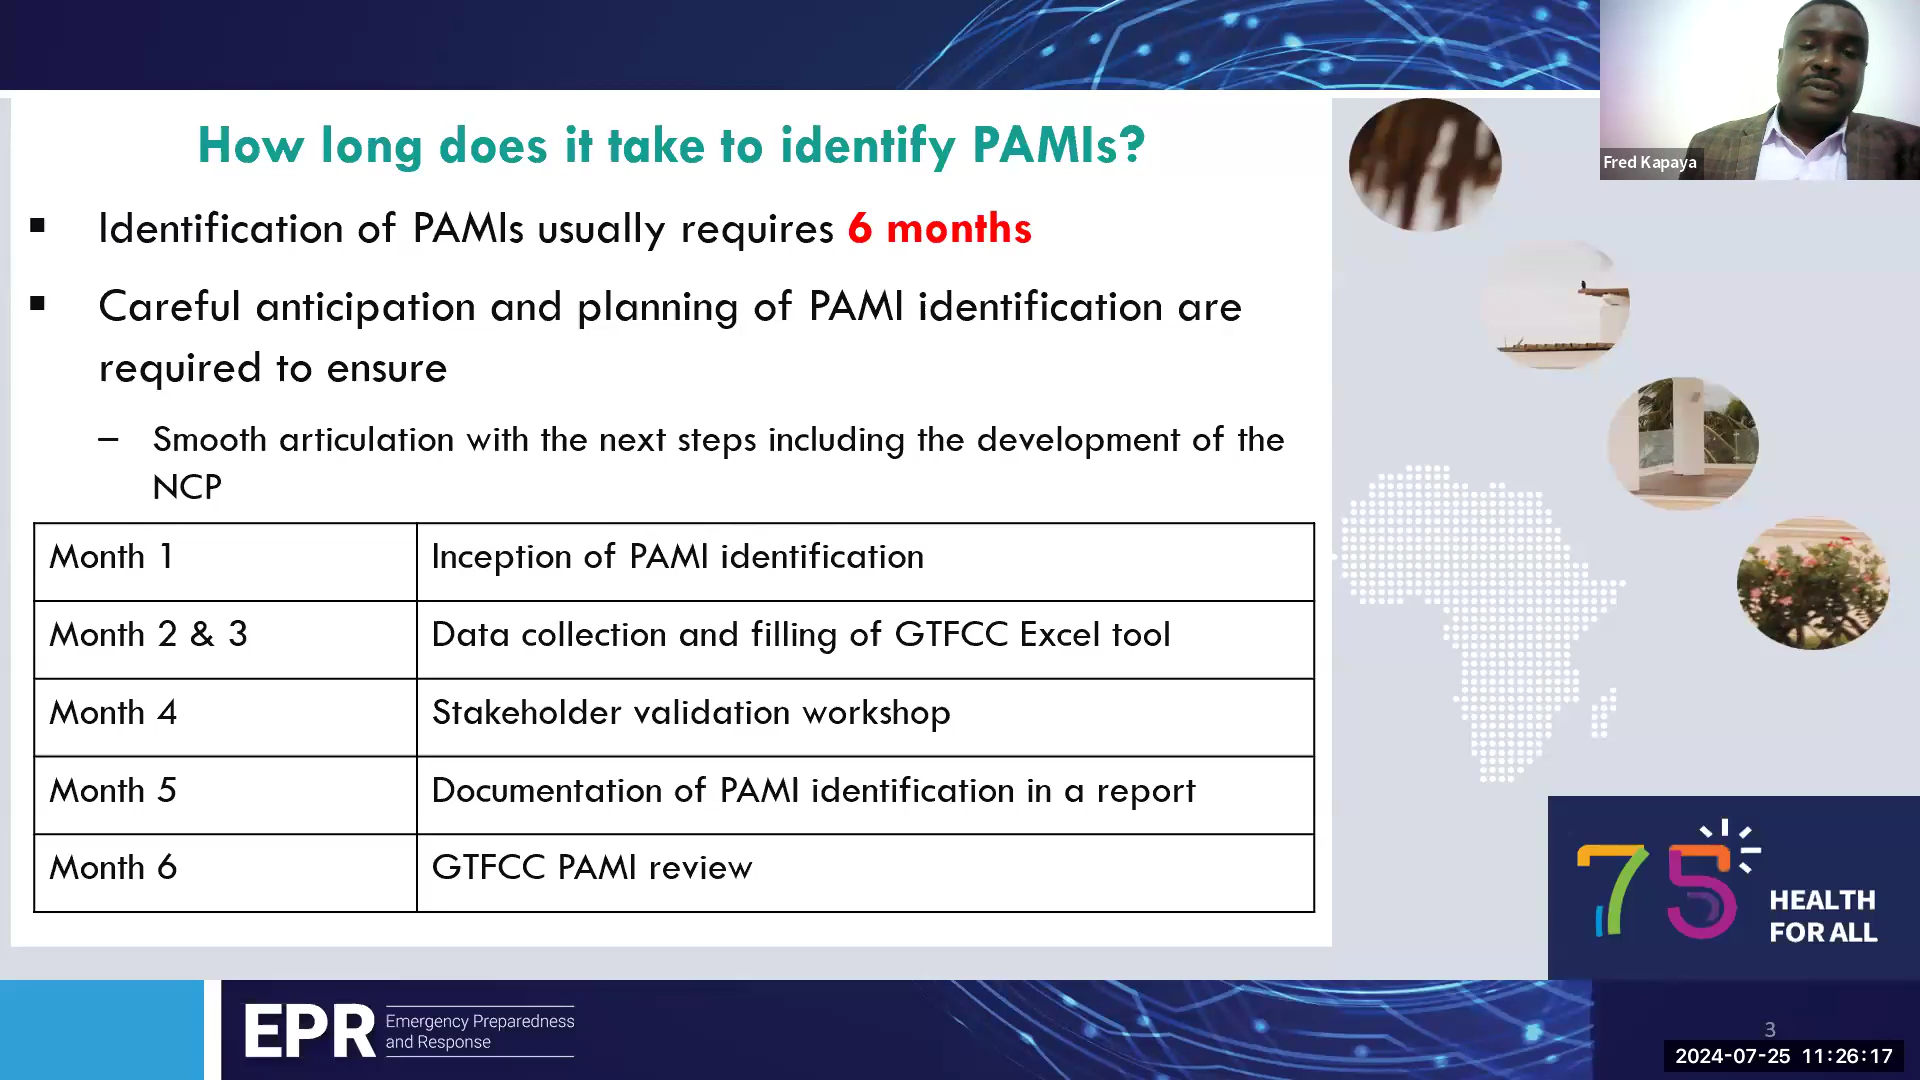 How long does it take to identify PAMIs?
▪ Identification of PAMIs usually requires 6 months
▪ Careful anticipation and planning of PAMI identification are
required to ensure
– Smooth articulation with the next steps including the development of the
NCP
Month 1 Inception of PAMI identification
Month 2 & 3 Data collection and filling of GTFCC Excel tool
Month 4 Stakeholder validation workshop
Month 5 Documentation of PAMI identification in a report
Month 6 GTFCC PAMI review
Fred Kapaya
75
HEALTH
FOR ALL
EPR
Emergency Preparedness
and Response
3
2024-07-25 11:26:17